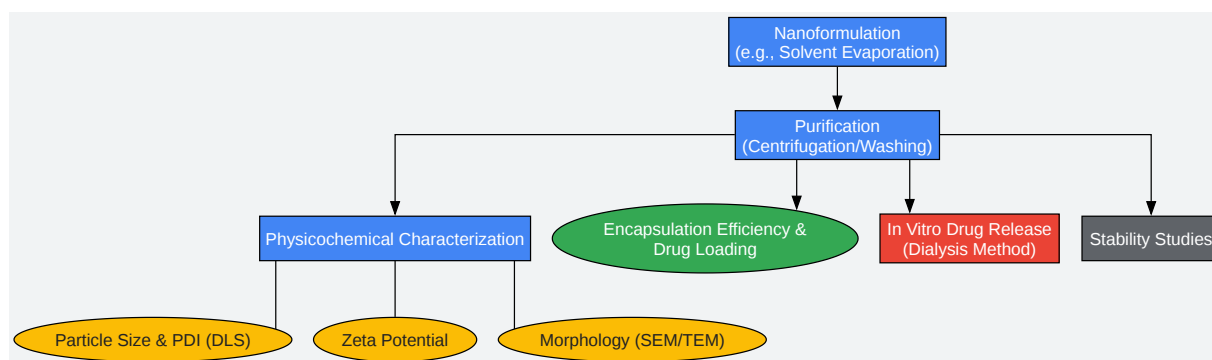 Nanoformulation
(e.g., Solvent Evaporation)
Purification
(Centrifugation/Washing)
Physicochemical Characterization
Encapsulation Efficiency &
Drug Loading
In Vitro Drug Release
(Dialysis Method)
Stability Studies
Particle Size & PDI (DLS)
Zeta Potential
Morphology (SEM/TEM)